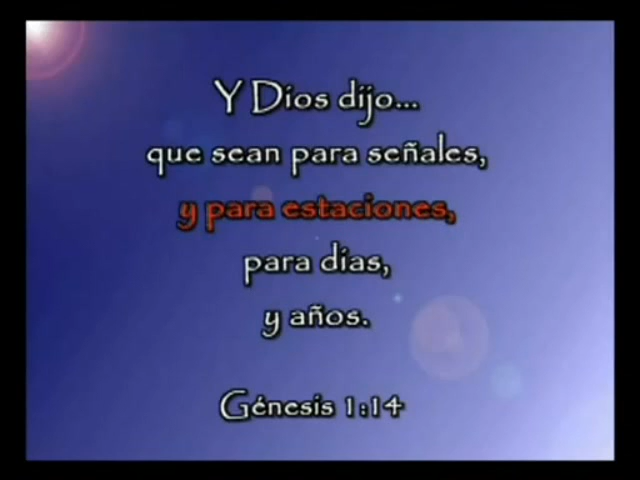 Y Dios dijo...
que sean para señales,
y para estaciones,
para días,
y años.
Génesis 1:14